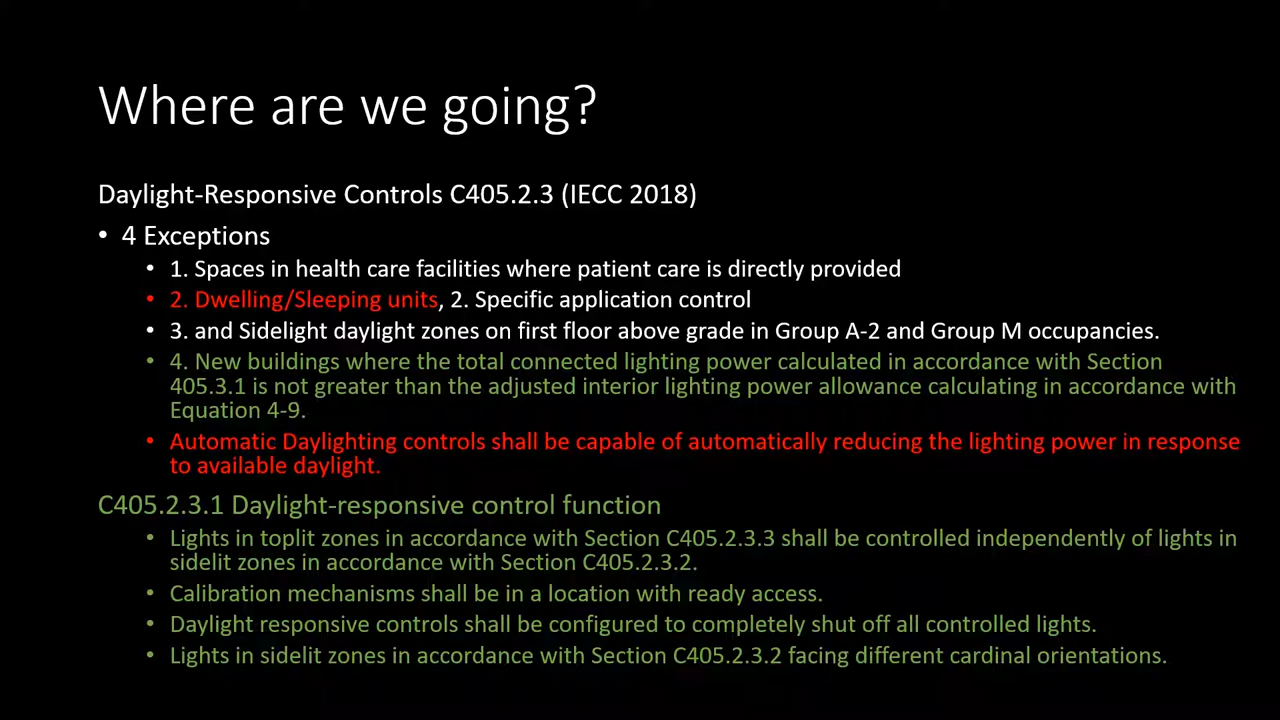 Where are we going?
Daylight-Responsive Controls C405.2.3 (IECC 2018)
• 4 Exceptions
• 1. Spaces in health care facilities where patient care is directly provided
• 2. Dwelling/Sleeping units, 2. Specific application control
• 3. and Sidelight daylight zones on first floor above grade in Group A-2 and Group M occupancies.
• 4. New buildings where the total connected lighting power calculated in accordance with Section
405.3.1 is not greater than the adjusted interior lighting power allowance calculating in accordance with
Equation 4-9.
• Automatic Daylighting controls shall be capable of automatically reducing the lighting power in response
to available daylight.
C405.2.3.1 Daylight-responsive control function
• Lights in toplit zones in accordance with Section C405.2.3.3 shall be controlled independently of lights in
sidelit zones in accordance with Section C405.2.3.2.
• Calibration mechanisms shall be in a location with ready access.
• Daylight responsive controls shall be configured to completely shut off all controlled lights.
• Lights in sidelit zones in accordance with Section C405.2.3.2 facing different cardinal orientations.